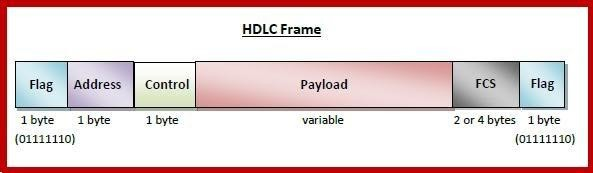 HDLC Frame
Flag Address Control Payload FCS Flag
1 byte 1 byte 1 byte variable 2 or 4 bytes 1 byte
(01111110) (01111110)